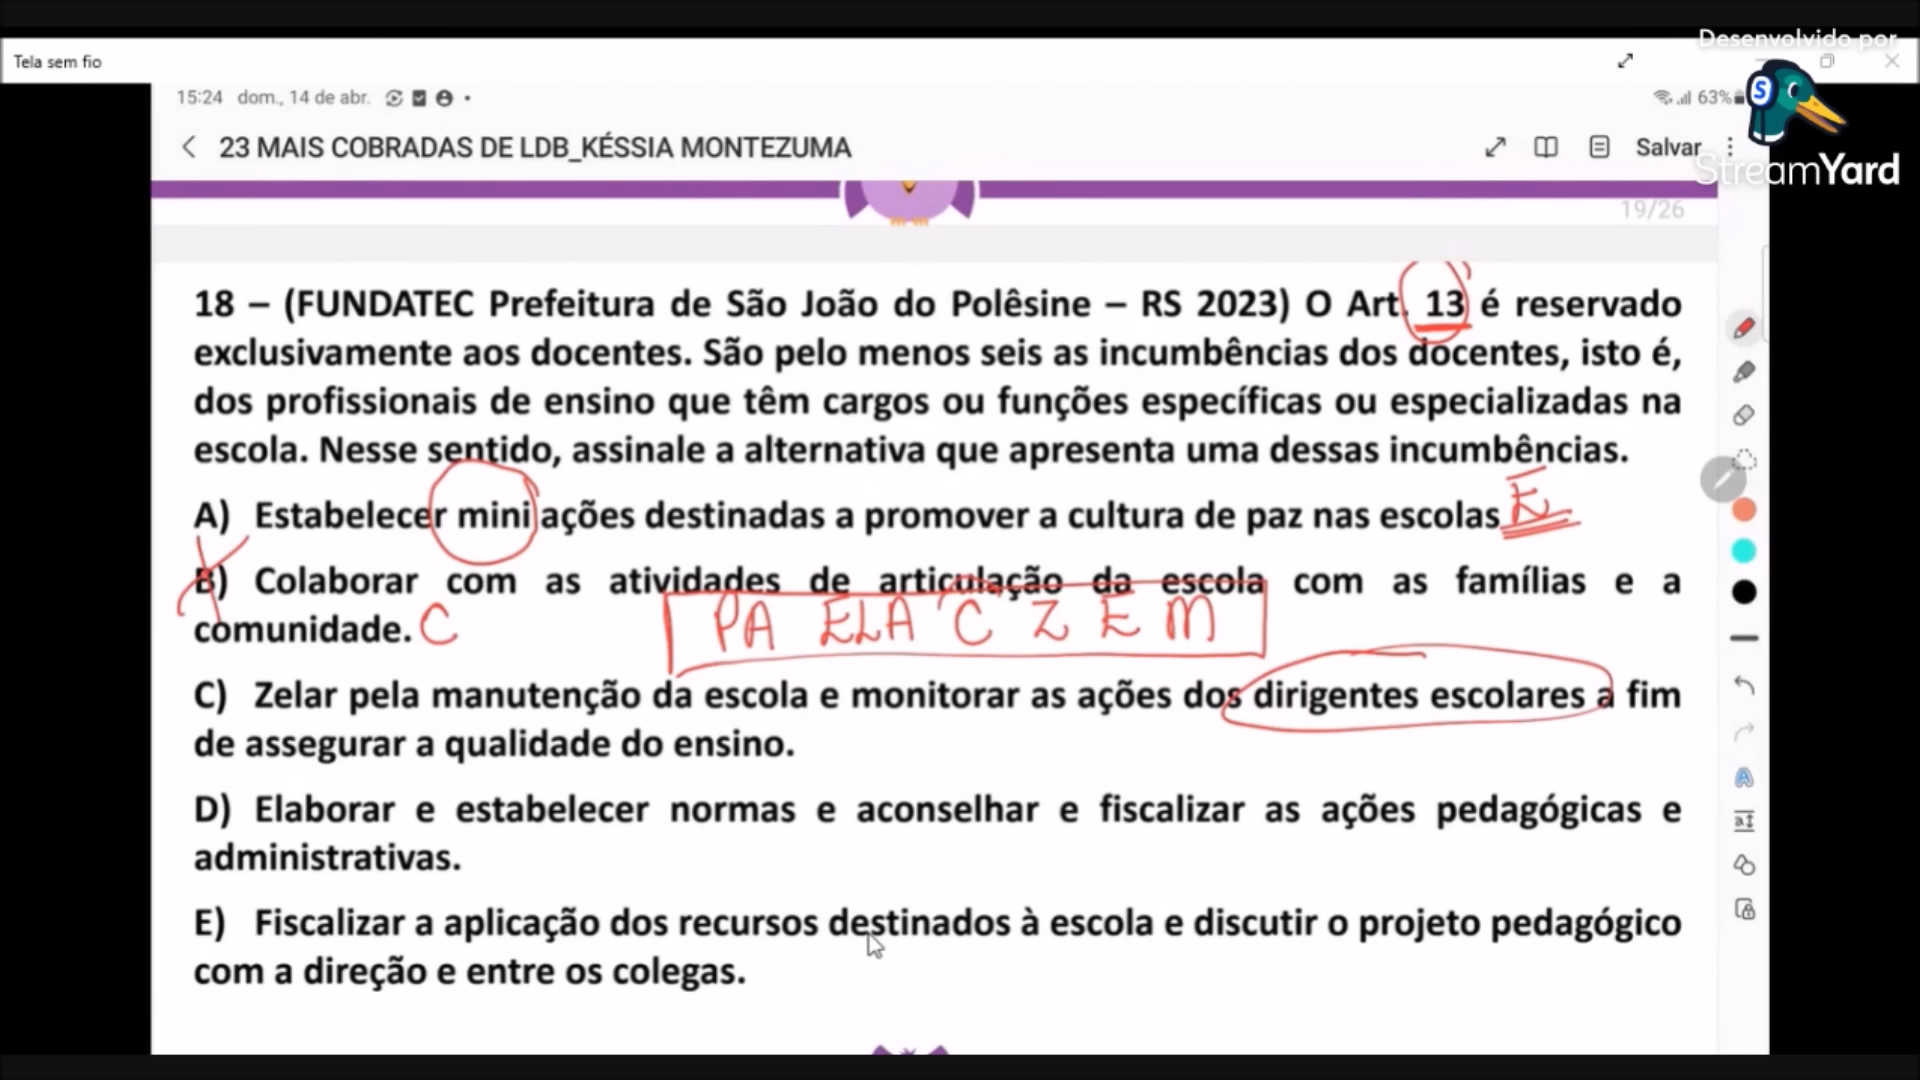 Desenvolvido por
Tela sem fio
15:24 dom., 14 de abr.
63%
23 MAIS COBRADAS DE LDB_KÉSSIA MONTEZUMA
Salvar
StreamYard
19/26
18 – (FUNDATEC Prefeitura de São João do Polêsine – RS 2023) O Art. 13 é reservado
exclusivamente aos docentes. São pelo menos seis as incumbências dos docentes, isto é,
dos profissionais de ensino que têm cargos ou funções específicas ou especializadas na
escola. Nesse sentido, assinale a alternativa que apresenta uma dessas incumbências.
A) Estabelecer mini ações destinadas a promover a cultura de paz nas escolas E
B) Colaborar com as atividades de articulação da escola com as famílias e a
comunidade. C
PA ELA C Z E M
C) Zelar pela manutenção da escola e monitorar as ações dos dirigentes escolares a fim
de assegurar a qualidade do ensino.
D) Elaborar e estabelecer normas e aconselhar e fiscalizar as ações pedagógicas e
administrativas.
E) Fiscalizar a aplicação dos recursos destinados à escola e discutir o projeto pedagógico
com a direção e entre os colegas.